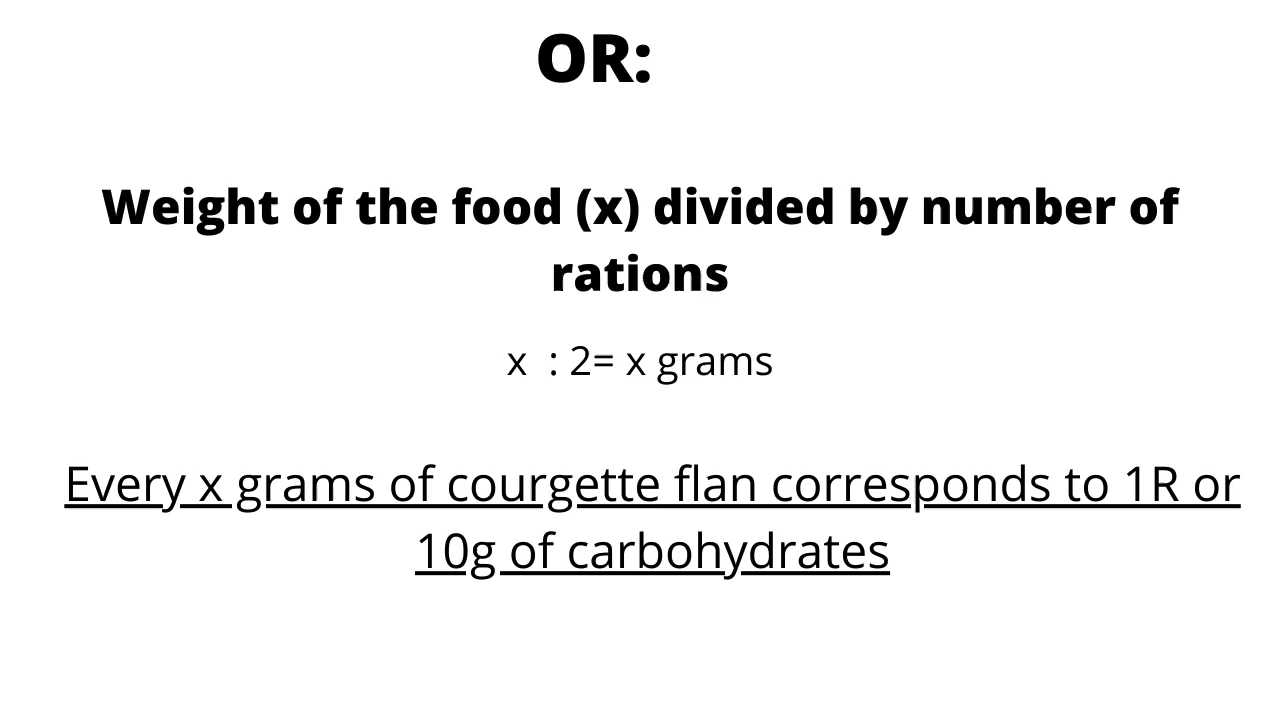 OR:
Weight of the food (x) divided by number of
rations
x : 2= x grams
Every x grams of courgette flan corresponds to 1R or
10g of carbohydrates